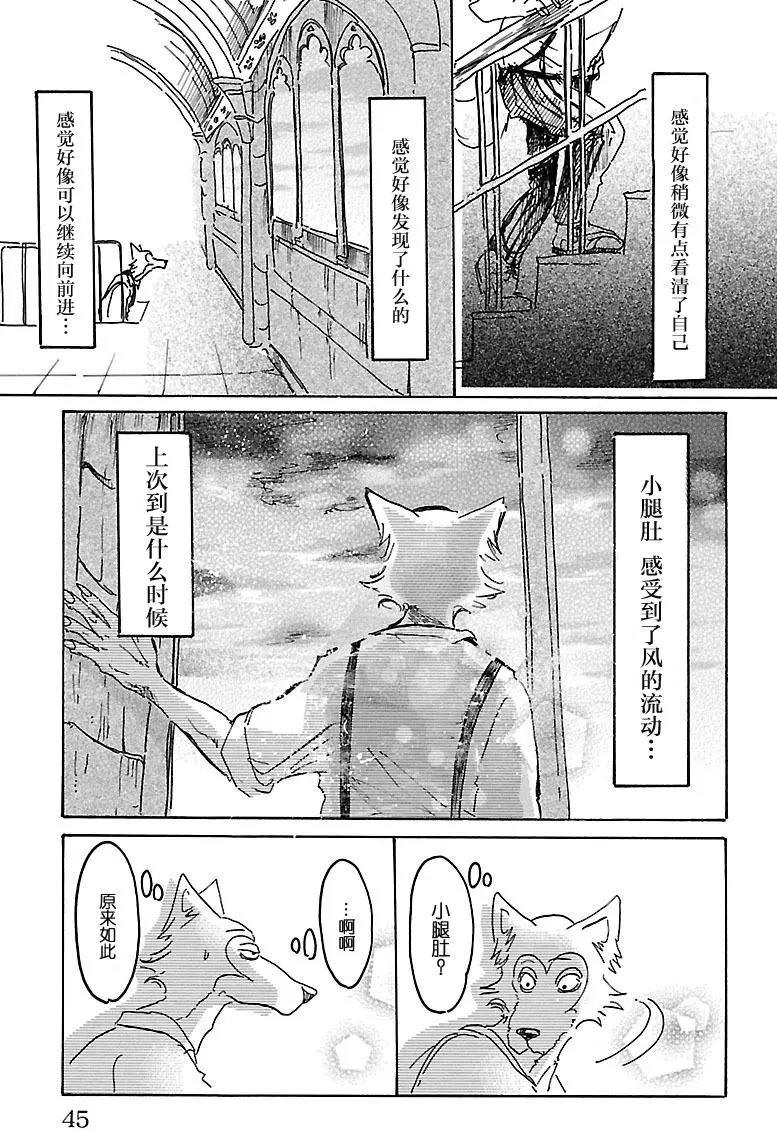 感觉好像稍微有点看清了自己
感觉好像发现了什么的
感觉好像可以继续向前进…
小腿肚 感受到了风的流动…
上次到是什么时候
小腿肚?
…啊啊
原来如此
45